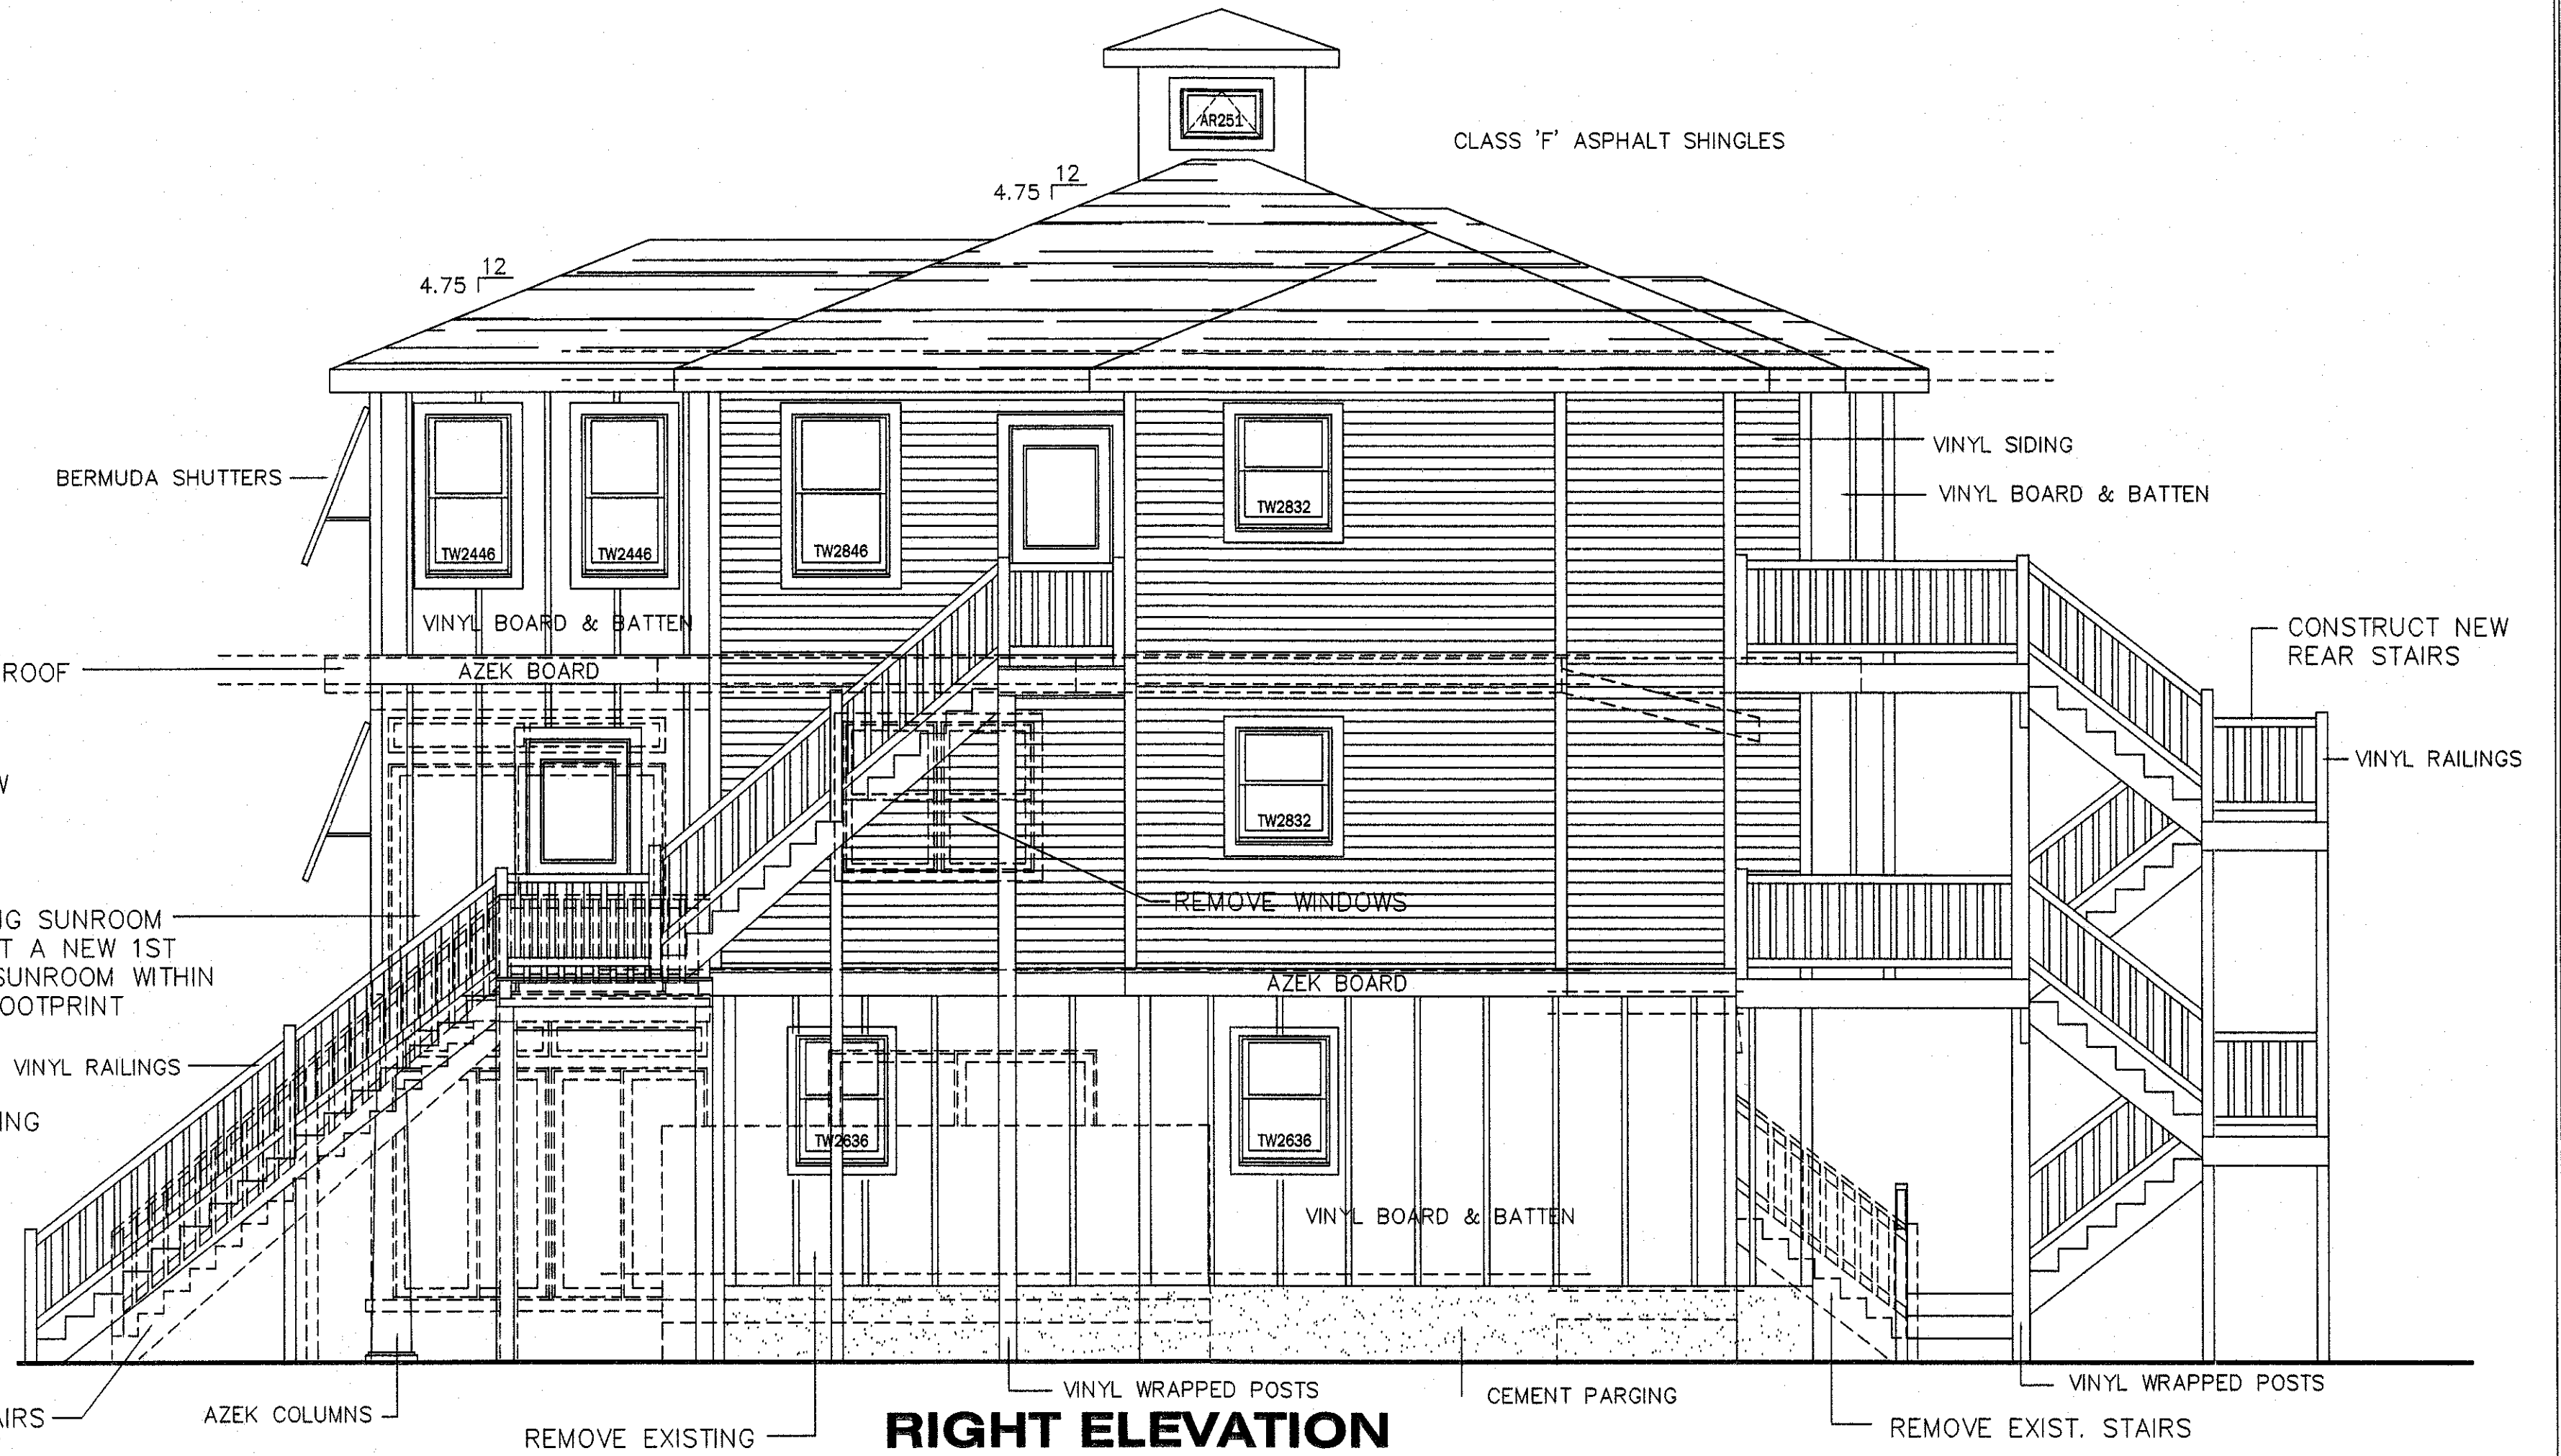 AR251
CLASS 'F' ASPHALT SHINGLES
12
4.75
12
4.75
VINYL SIDING
BERMUDA SHUTTERS
VINYL BOARD & BATTEN
TW2446
TW2446
TW2846
TW2832
VINYL BOARD & BATTEN
CONSTRUCT NEW
REAR STAIRS
ROOF
AZEK BOARD
VINYL RAILINGS
W
TW2832
REMOVE WINDOWS
NG SUNROOM
T A NEW 1ST
SUNROOM WITHIN
OOTPRINT
AZEK BOARD
VINYL RAILINGS
ING
TW2636
TW2636
VINYL BOARD & BATTEN
VINYL WRAPPED POSTS
CEMENT PARGING
VINYL WRAPPED POSTS
AIRS
AZEK COLUMNS
REMOVE EXISTING
RIGHT ELEVATION
REMOVE EXIST. STAIRS